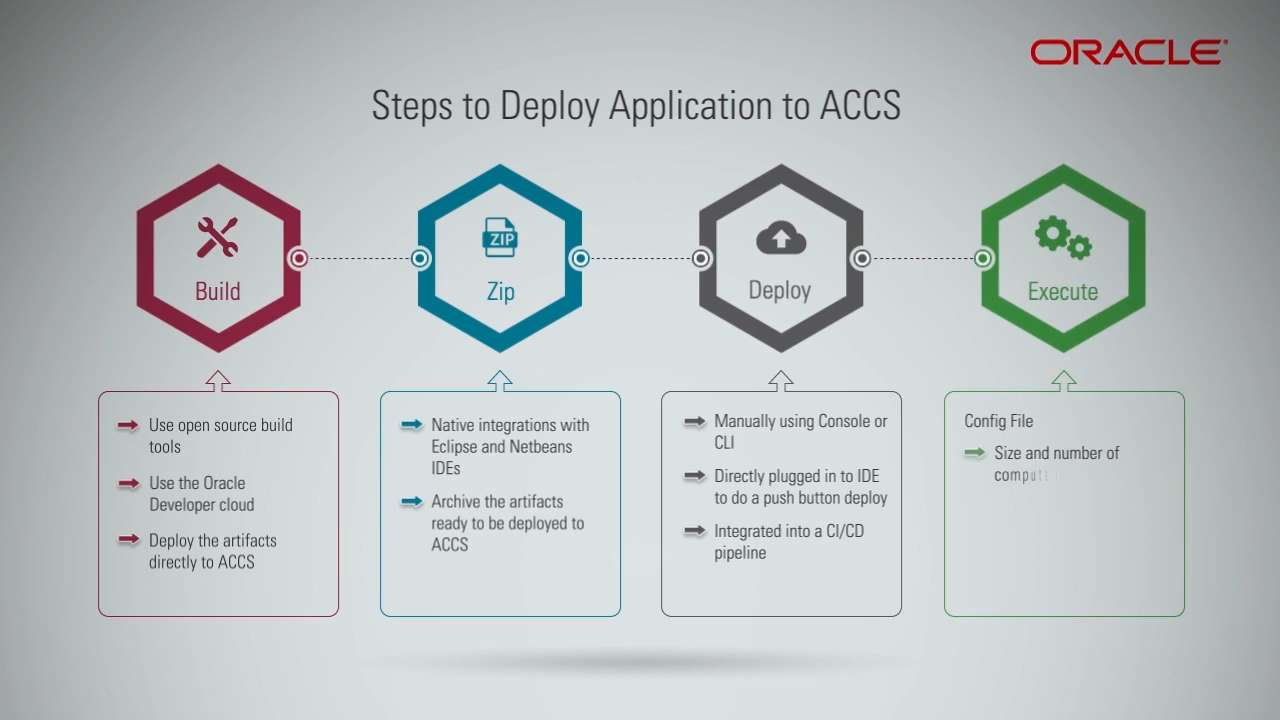 ORACLE
Steps to Deploy Application to ACCS
Build
ZIP
Zip
Deploy
Execute
Use open source build
tools
Use the Oracle
Developer cloud
Deploy the artifacts
directly to ACCS
Native integrations with
Eclipse and Netbeans
IDEs
Archive the artifacts
ready to be deployed to
ACCS
Manually using Console or
CLI
Directly plugged in to IDE
to do a push button deploy
Integrated into a CI/CD
pipeline
Config File
Size and number of